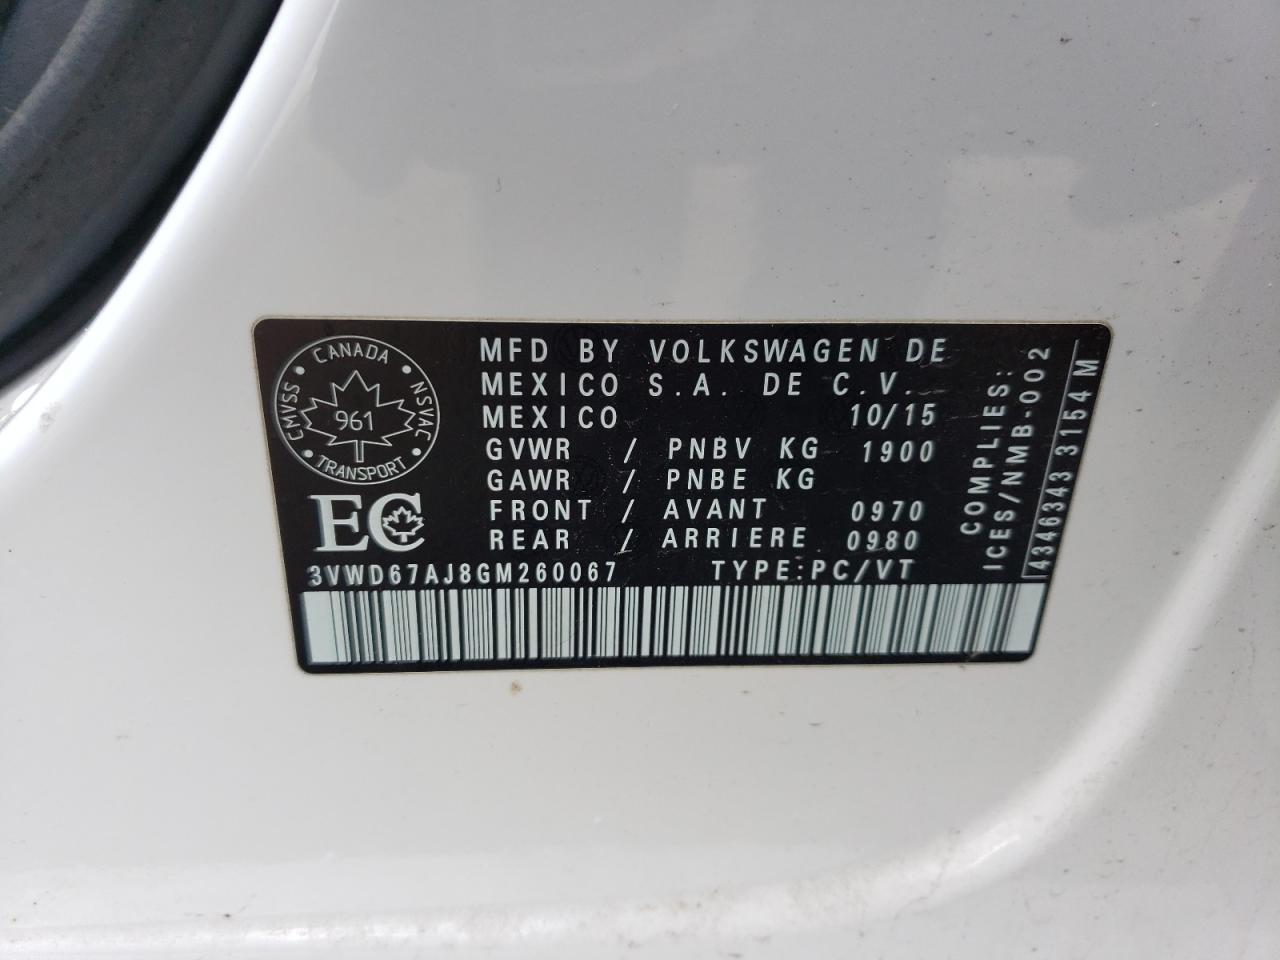 CANADA
CMVSS
NSVAC
961
TRANSPORT
EC
MFD BY VOLKSWAGEN DE
MEXICO S.A. DE C.V.
MEXICO 10/15
GVWR / PNBV KG 1900
GAWR / PNBE KG
FRONT / AVANT 0970
REAR / ARRIERE 0980
3VWD67AJ8GM260067 TYPE:PC/VT
COMPLIES:
ICES/NMB-002
4346343 3154 M